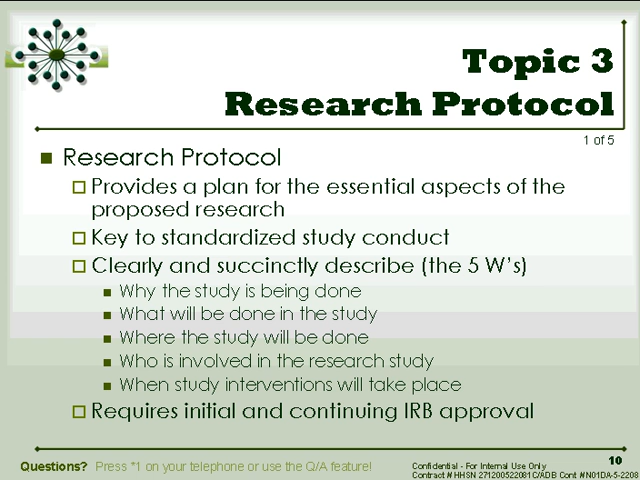 Topic 3
Research Protocol
1 of 5
Research Protocol
Provides a plan for the essential aspects of the
proposed research
Key to standardized study conduct
Clearly and succinctly describe (the 5 W's)
Why the study is being done
What will be done in the study
Where the study will be done
Who is involved in the research study
When study interventions will take place
Requires initial and continuing IRB approval
10
Questions? Press *1 on your telephone or use the Q/A feature!
Confidential - For Internal Use Only
Contract # HHSN 271200522081C/ADB Cont #N01DA-5-2208